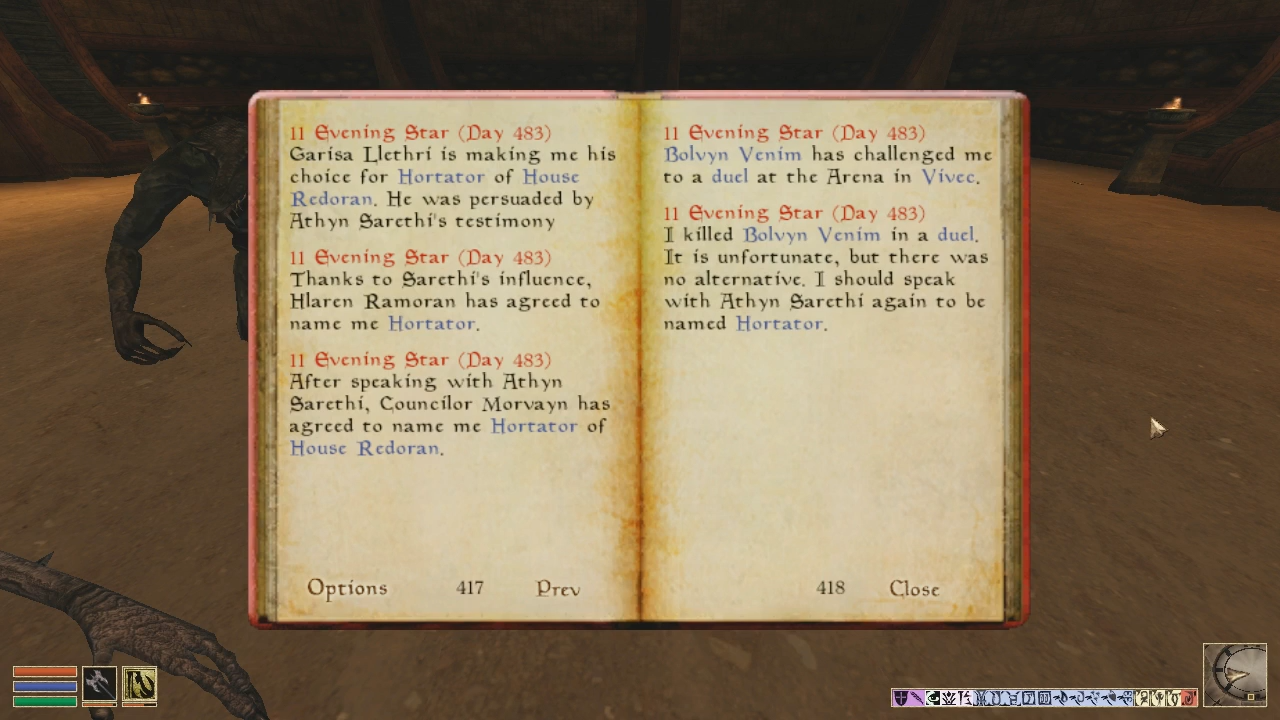 11 Evening Star (Day 483)
Garisa Llethri is making me his
choice for Hortator of House
Redoran. He was persuaded by
Athyn Sarethi's testimony
11 Evening Star (Day 483)
Thanks to Sarethi's influence,
Hlaren Ramoran has agreed to
name me Hortator.
11 Evening Star (Day 483)
After speaking with Athyn
Sarethi, Councilor Morvayn has
agreed to name me Hortator of
House Redoran.
Options 417 Prev
11 Evening Star (Day 483)
Bolvyn Venim has challenged me
to a duel at the Arena in Vivec.
11 Evening Star (Day 483)
I killed Bolvyn Venim in a duel.
It is unfortunate, but there was
no alternative. I should speak
with Athyn Sarethi again to be
named Hortator.
418 Close